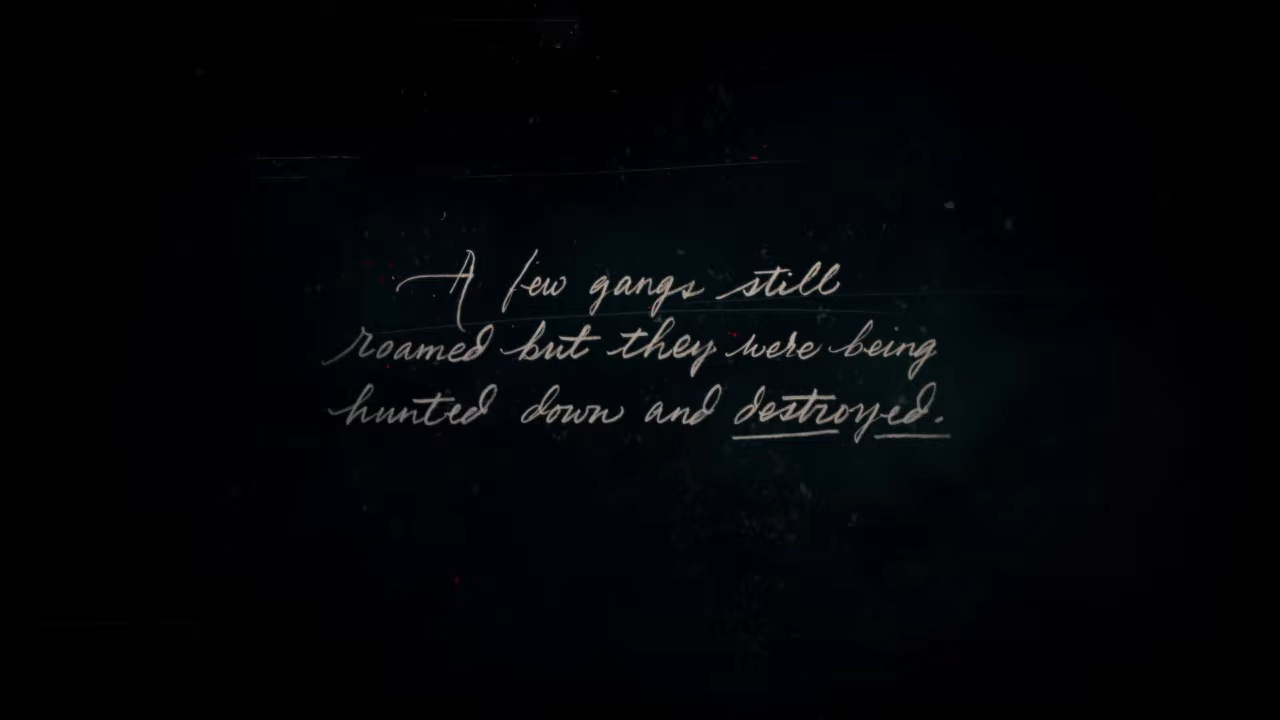 A few gangs still
roamed but they were being
hunted down and destroyed.